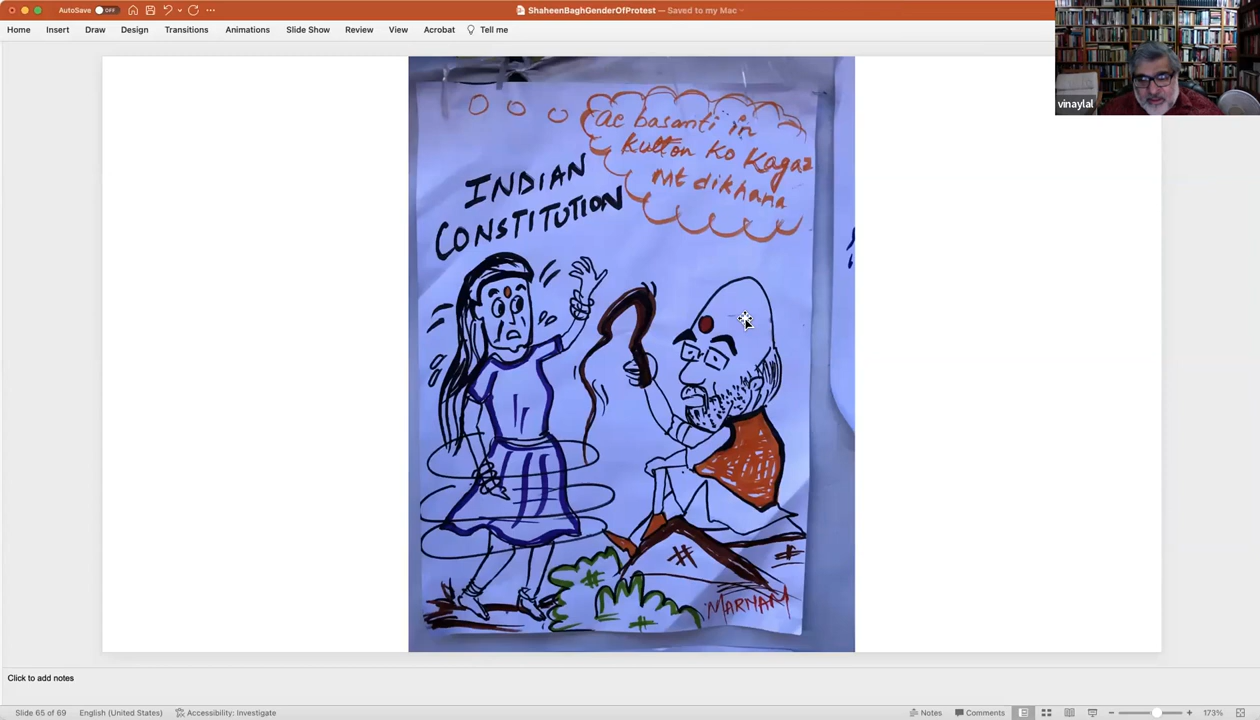 AutoSave OFF
ShaheenBaghGenderOfProtest — Saved to my Mac
Home Insert Draw Design Transitions Animations Slide Show Review View Acrobat Tell me
vinaylal
ac basanti in
kutton ko kagaz
Mt dikhana
INDIAN
CONSTITUTION
MARYAM
Click to add notes
Slide 65 of 69 English (United States) Accessibility: Investigate Notes Comments 173%